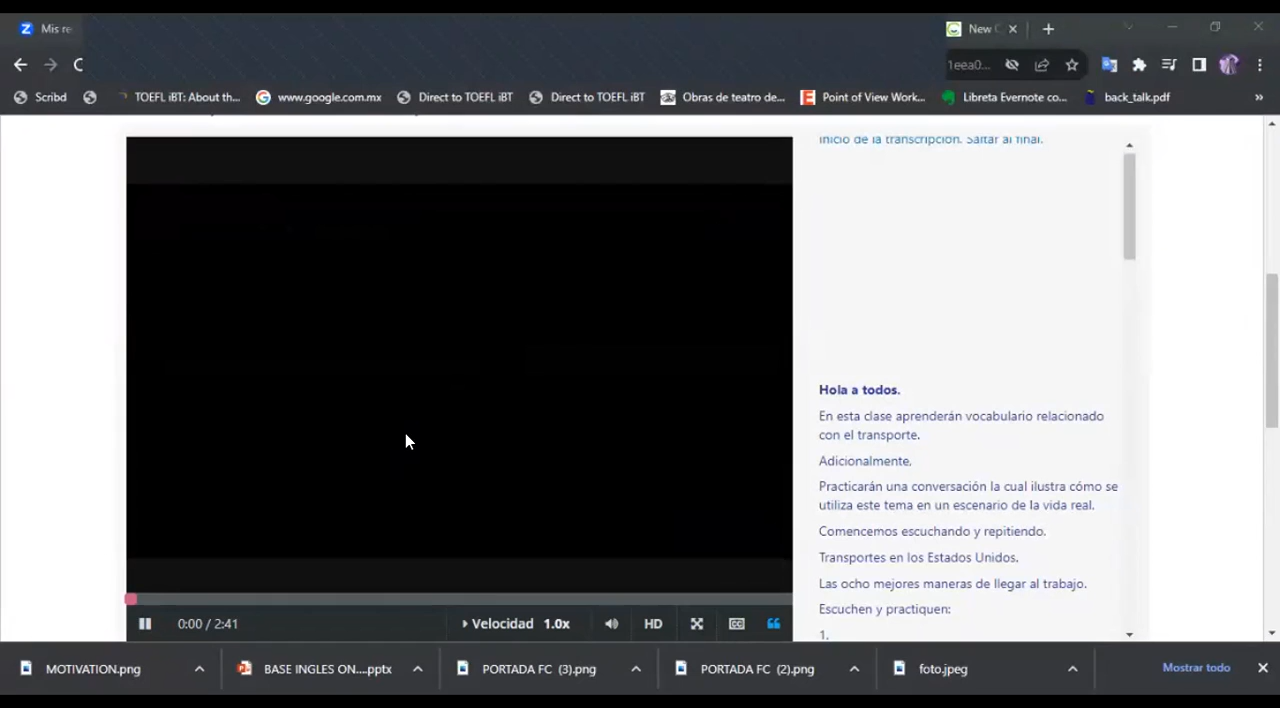 Mis re
New C
1eea0...
Scribd
TOEFL iBT: About th...
www.google.com.mx
Direct to TOEFL iBT
Direct to TOEFL iBT
Obras de teatro de...
Point of View Work...
Libreta Evernote co...
back_talk.pdf
»
Inicio de la transcripción. Saltar al final.
Hola a todos.
En esta clase aprenderán vocabulario relacionado
con el transporte.
Adicionalmente,
Practicarán una conversación la cual ilustra cómo se
utiliza este tema en un escenario de la vida real.
Comencemos escuchando y repitiendo.
Transportes en los Estados Unidos.
Las ocho mejores maneras de llegar al trabajo.
Escuchen y practiquen:
1.
0:00 / 2:41
Velocidad 1.0x
HD
MOTIVATION.png
BASE INGLES ON....pptx
PORTADA FC (3).png
PORTADA FC (2).png
foto.jpeg
Mostrar todo